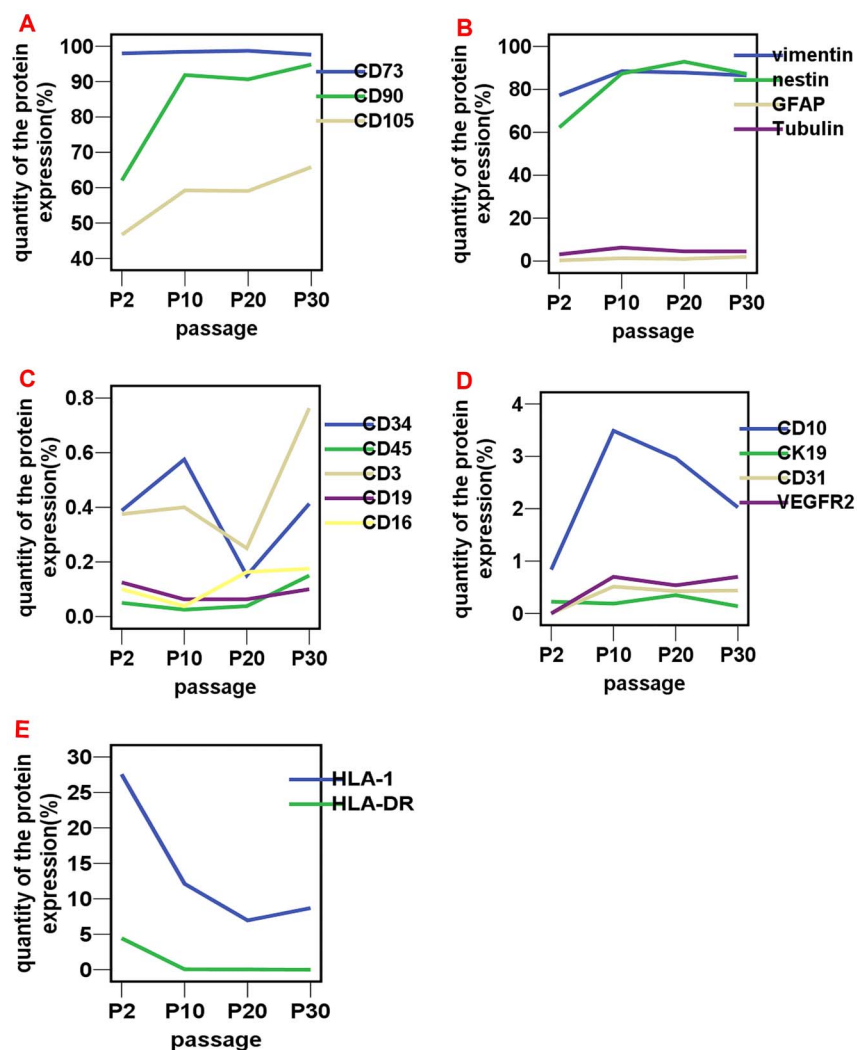 A
quantity of the protein
expression(%)
100
90
80
70
60
50
40
P2 P10 P20 P30
passage
CD73
CD90
CD105
B
quantity of the protein
expression(%)
100
80
60
40
20
0
P2 P10 P20 P30
passage
vimentin
nestin
GFAP
Tubulin
C
quantity of the protein
expression(%)
0.8
0.6
0.4
0.2
0.0
P2 P10 P20 P30
passage
CD34
CD45
CD3
CD19
CD16
D
quantity of the protein
expression(%)
4
3
2
1
0
P2 P10 P20 P30
passage
CD10
CK19
CD31
VEGFR2
E
quantity of the protein
expression(%)
30
25
20
15
10
5
0
P2 P10 P20 P30
passage
HLA-1
HLA-DR